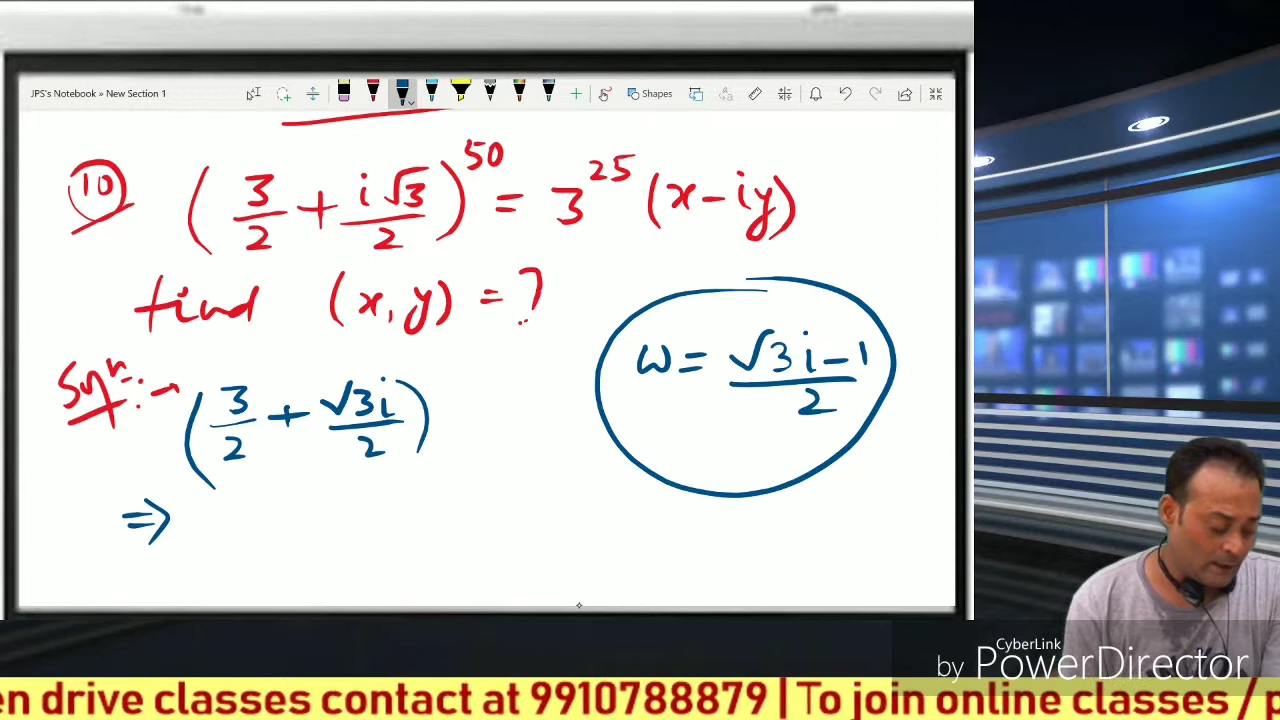 JPS's Notebook » New Section 1
Shapes
10 (3/2 + i√3/2)^50 = 3^25 (x-iy)
find (x,y) = ?
(3/2 + √3i/2)
ω = √3i-1/2
⇒
CyberLink
by PowerDirector
en drive classes contact at 9910788879 | To join online classes / p